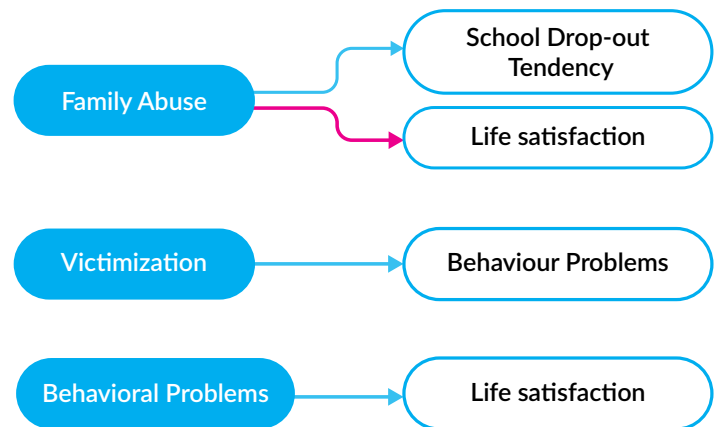 Family Abuse
School Drop-out
Tendency
Life satisfaction
Victimization
Behaviour Problems
Behavioral Problems
Life satisfaction